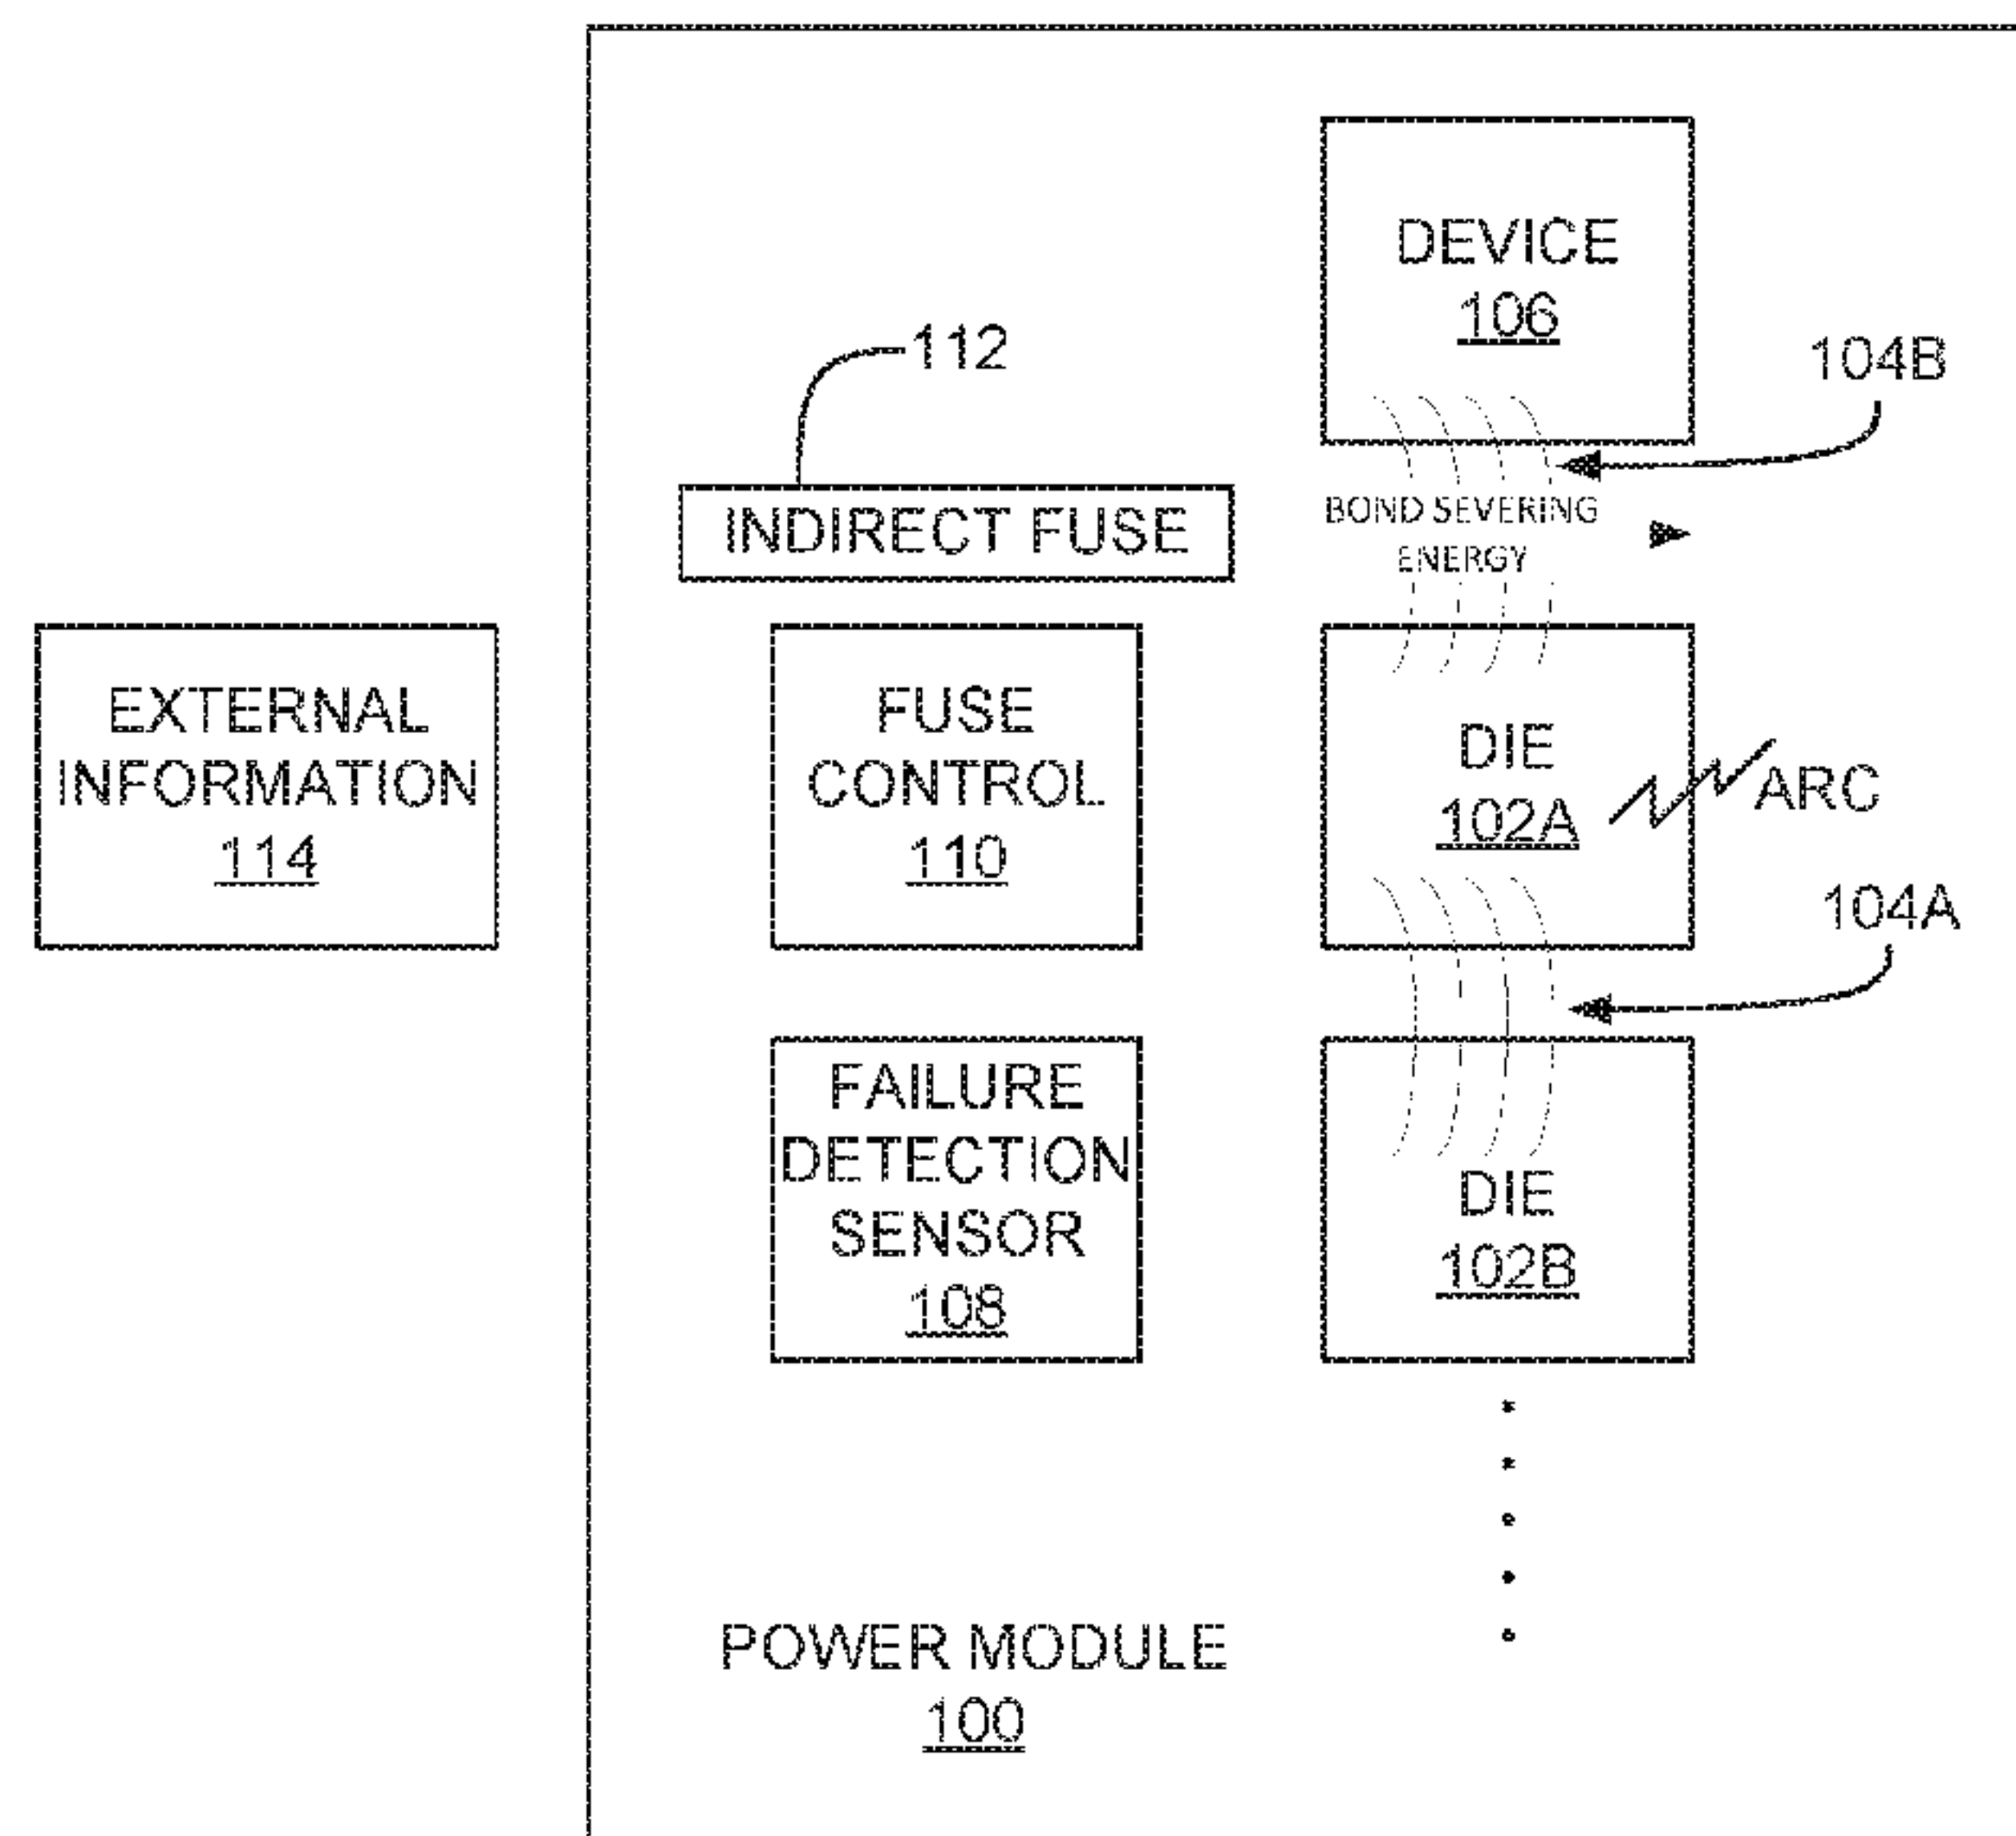 DEVICE
106
112
104B
INDIRECT FUSE
BOND SEVERING
ENERGY
EXTERNAL
INFORMATION
114
FUSE
CONTROL
110
DIE
102A
ARC
104A
FAILURE
DETECTION
SENSOR
108
DIE
102B
POWER MODULE
100